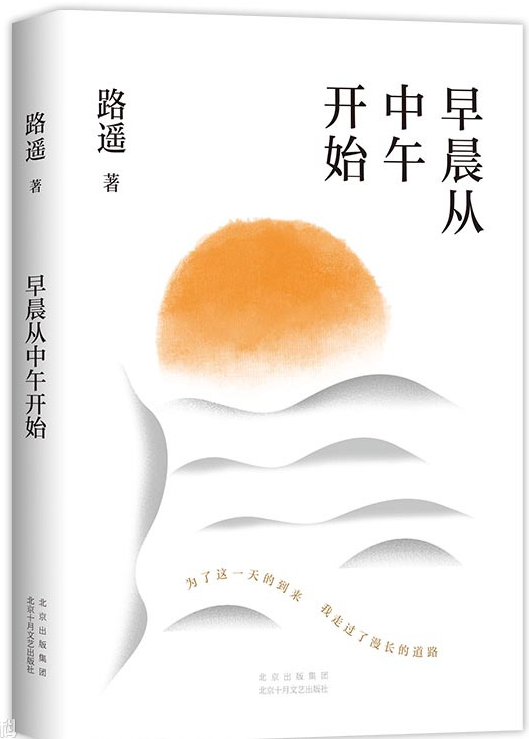 早晨从
中午
开始
路遥 著
为了这一天的到来 我走过了漫长的道路
北京出版集团
北京十月文艺出版社
路遥 著
早晨从中午开始
北京出版集团
北京十月文艺出版社